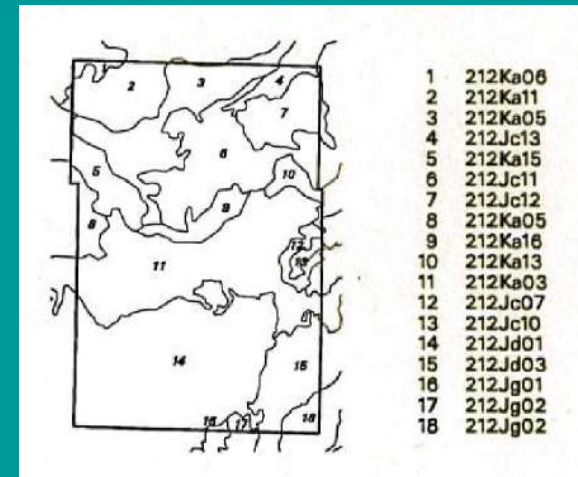 1 212Ka06
2 212Ka11
3 212Ka05
4 212Jc13
5 212Ka15
6 212Jc11
7 212Jc12
8 212Ka05
9 212Ka16
10 212Ka13
11 212Ka03
12 212Jc07
13 212Jc10
14 212Jd01
15 212Jd03
16 212Jg01
17 212Jg02
18 212Jg02
2
3
4
7
6
5
10
9
8
12
13
11
14
15
16
17
18